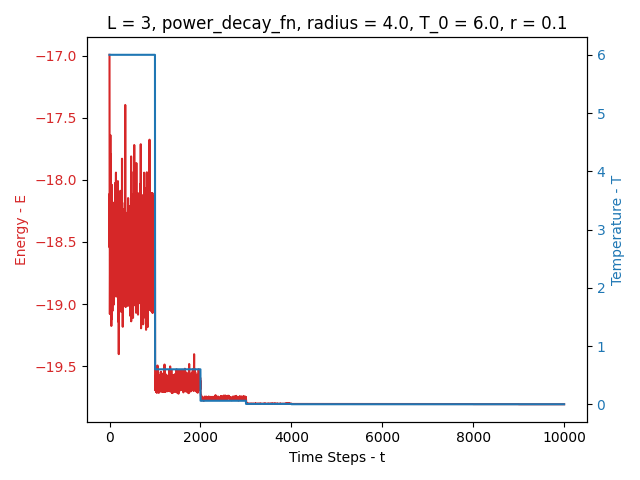 L = 3, power_decay_fn, radius = 4.0, T_0 = 6.0, r = 0.1
−17.0
−17.5
−18.0
−18.5
−19.0
−19.5
Energy - E
6
5
4
3
2
1
0
Temperature - T
0 2000 4000 6000 8000 10000
Time Steps - t